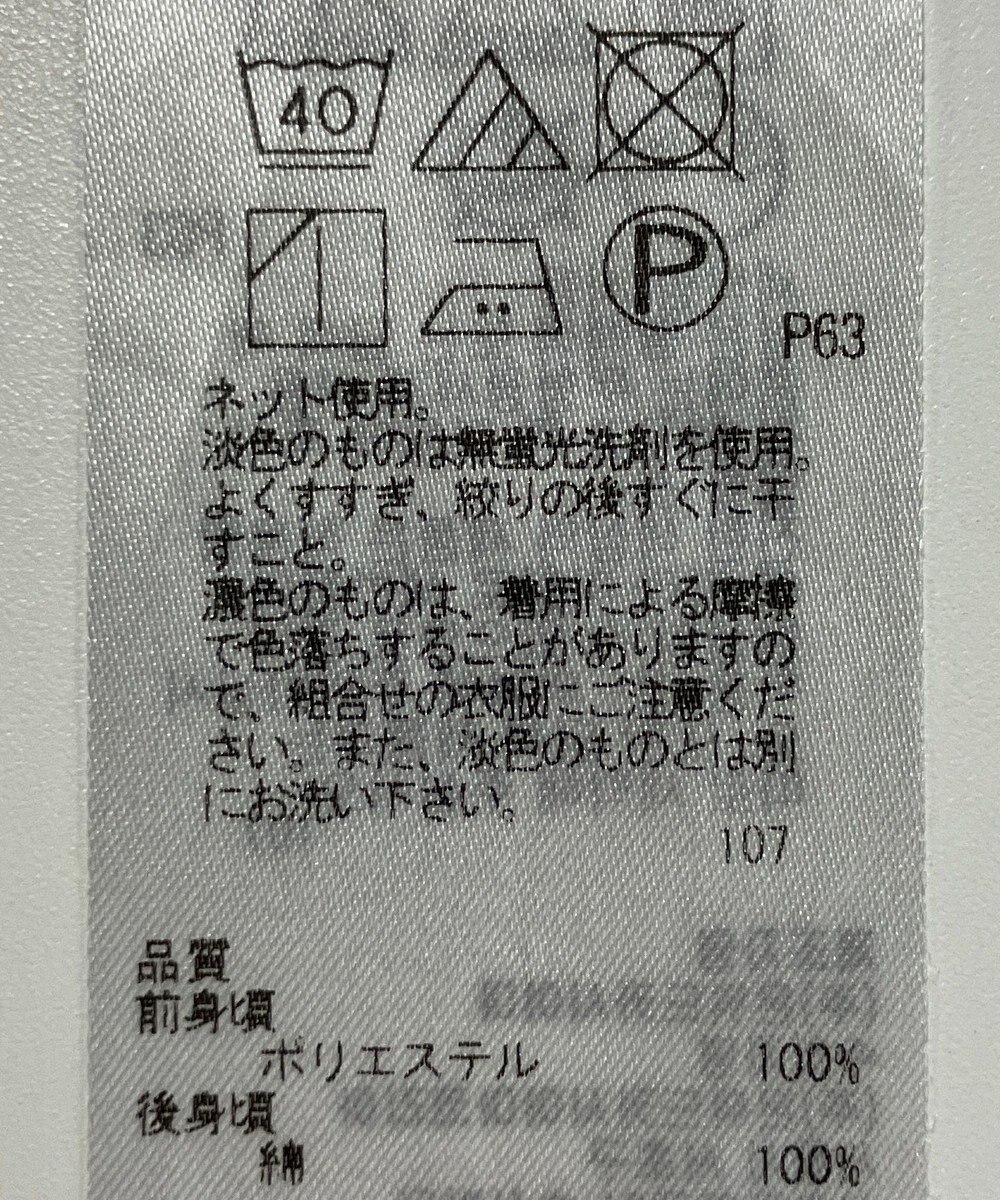 40
P
P63
ネット使用。
淡色のものは無蛍光洗剤を使用。
よくすすぎ、絞りの後すぐに干
すこと。
濃色のものは、着用による摩擦
で色落ちすることがありますの
で、組合せの衣服にご注意くだ
さい。また、淡色のものとは別
にお洗い下さい。
107
品質
前身頃
ポリエステル 100%
後身頃
綿 100%